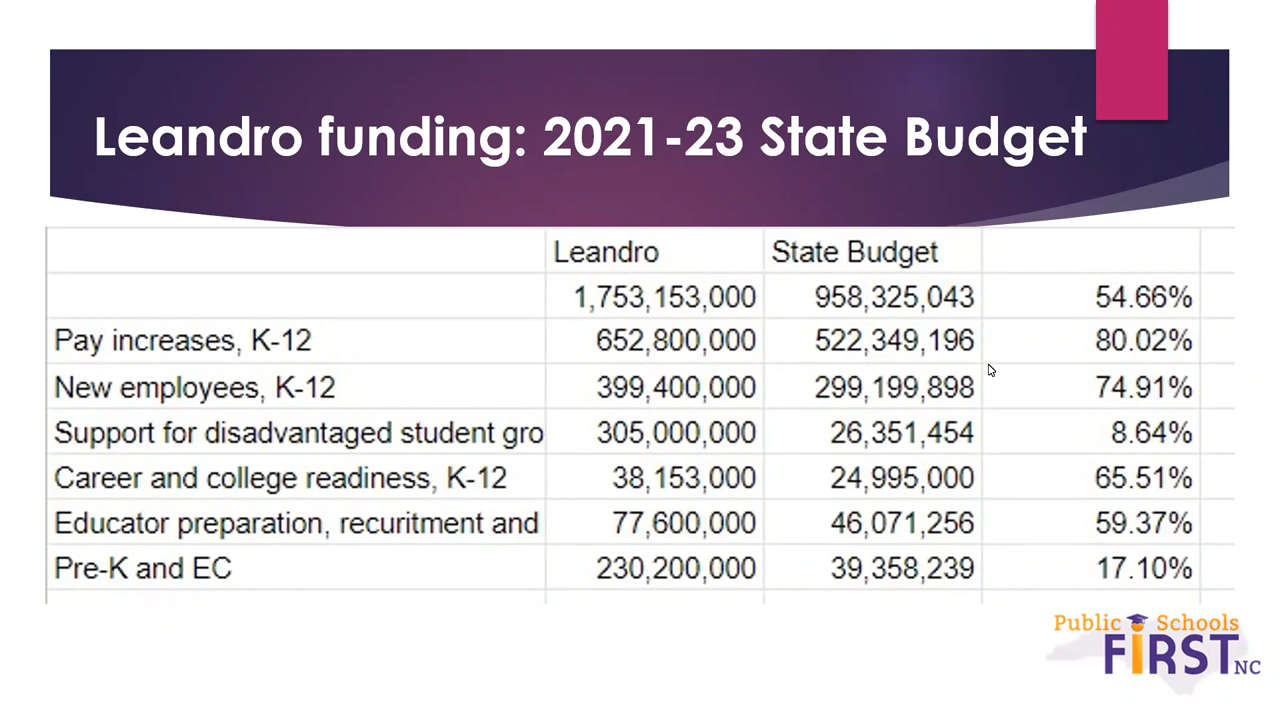 Leandro funding: 2021-23 State Budget
Leandro State Budget
1,753,153,000 958,325,043 54.66%
Pay increases, K-12 652,800,000 522,349,196 80.02%
New employees, K-12 399,400,000 299,199,898 74.91%
Support for disadvantaged student gro 305,000,000 26,351,454 8.64%
Career and college readiness, K-12 38,153,000 24,995,000 65.51%
Educator preparation, recuritment and 77,600,000 46,071,256 59.37%
Pre-K and EC 230,200,000 39,358,239 17.10%
Public Schools
FiRST NC